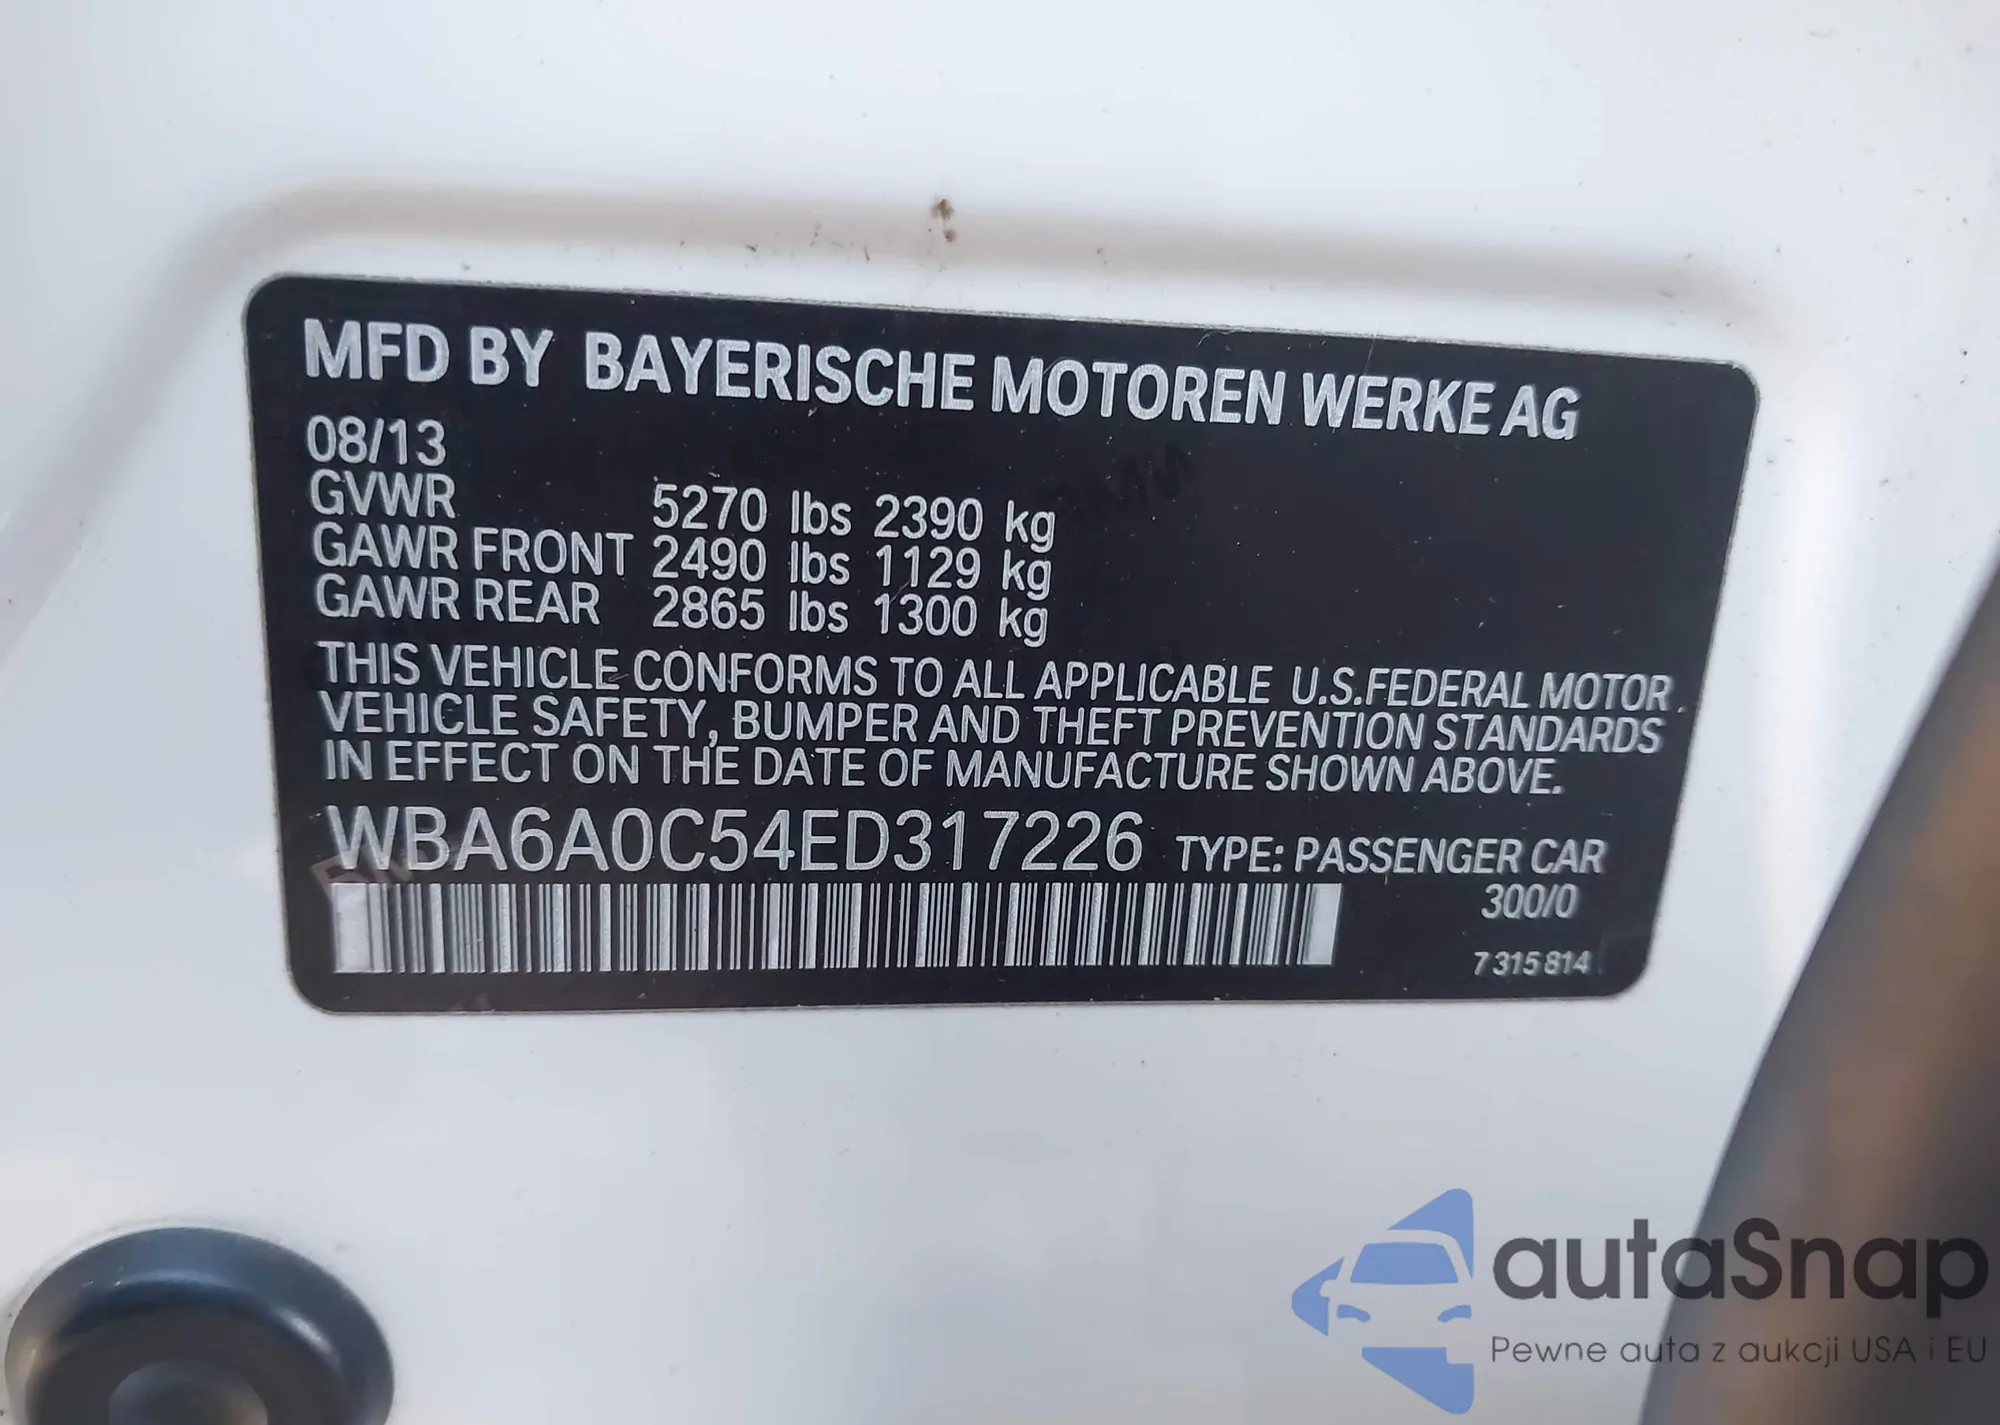 MFD BY BAYERISCHE MOTOREN WERKE AG
08/13
GVWR 5270 lbs 2390 kg
GAWR FRONT 2490 lbs 1129 kg
GAWR REAR 2865 lbs 1300 kg
THIS VEHICLE CONFORMS TO ALL APPLICABLE U.S.FEDERAL MOTOR
VEHICLE SAFETY, BUMPER AND THEFT PREVENTION STANDARDS
IN EFFECT ON THE DATE OF MANUFACTURE SHOWN ABOVE.
WBA6A0C54ED317226 TYPE: PASSENGER CAR
300/0
7 315 814
autaSnap
Pewne auta z aukcji USA i EU